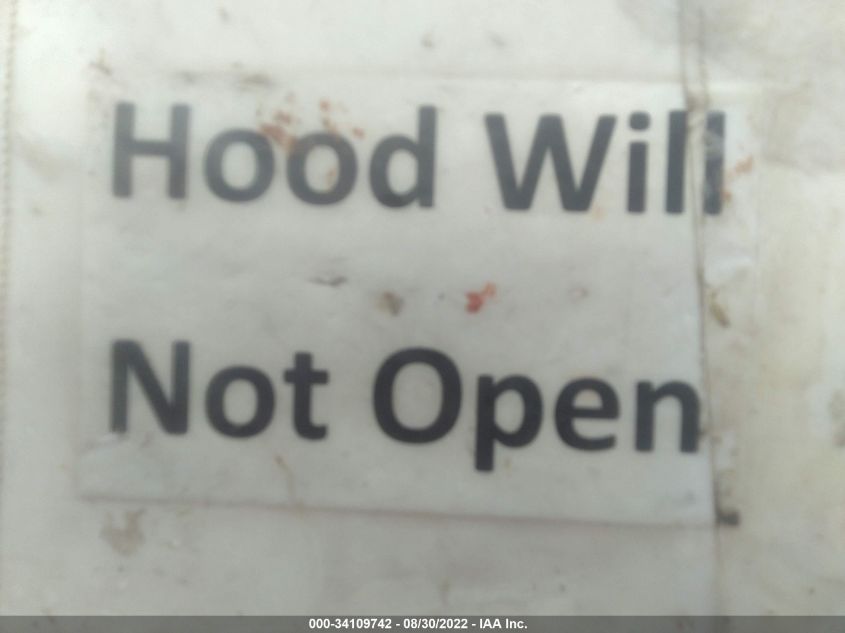 Hood Will
Not Open
000-34109742 - 08/30/2022 - IAA Inc.